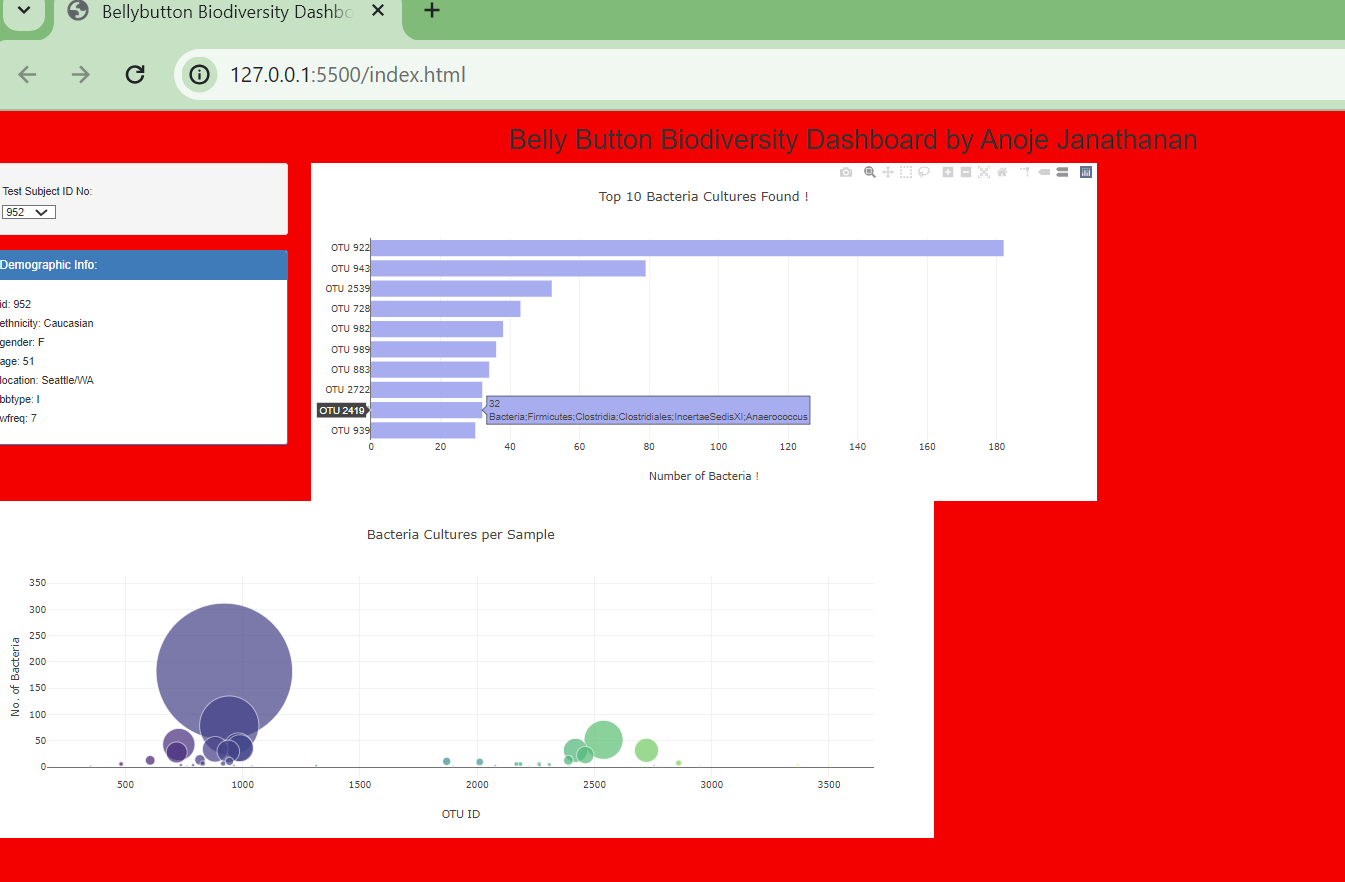 Bellybutton Biodiversity Dashbo
127.0.0.1:5500/index.html
Belly Button Biodiversity Dashboard by Anoje Janathanan
Test Subject ID No:
952
Demographic Info:
id: 952
ethnicity: Caucasian
gender: F
age: 51
location: Seattle/WA
bbtype: I
wfreq: 7
Top 10 Bacteria Cultures Found !
OTU 922
OTU 943
OTU 2539
OTU 728
OTU 982
OTU 989
OTU 883
OTU 2722
OTU 2419
32
Bacteria;Firmicutes;Clostridia;Clostridiales;IncertaeSedisXI;Anaerococcus
OTU 939
0 20 40 60 80 100 120 140 160 180
Number of Bacteria !
Bacteria Cultures per Sample
No. of Bacteria
350
300
250
200
150
100
50
0
500 1000 1500 2000 2500 3000 3500
OTU ID